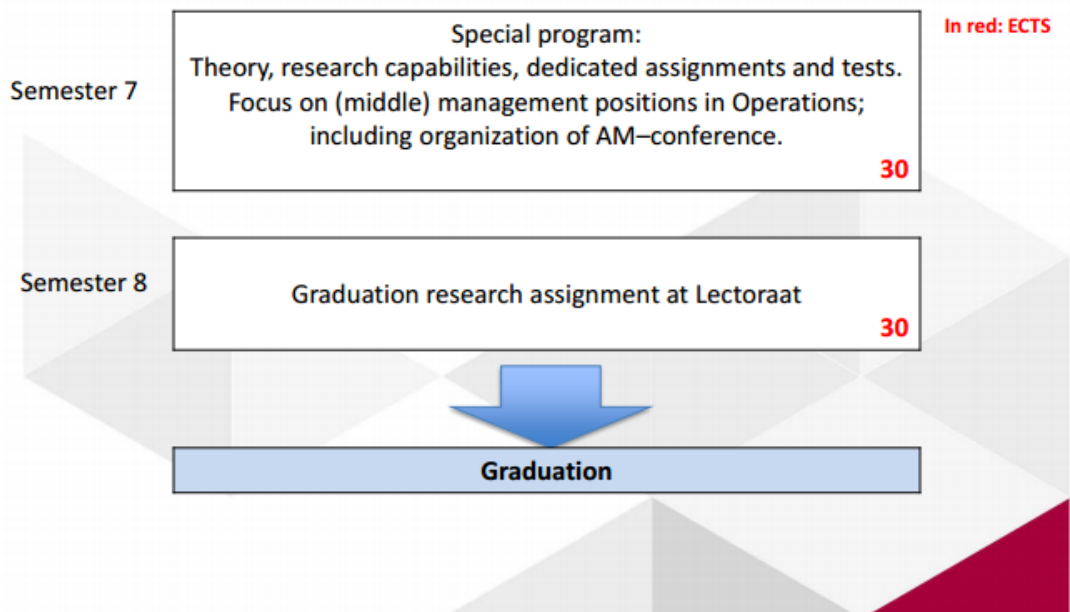 In red: ECTS
Semester 7
Special program:
Theory, research capabilities, dedicated assignments and tests.
Focus on (middle) management positions in Operations;
including organization of AM–conference.
30
Semester 8
Graduation research assignment at Lectoraat
30
Graduation